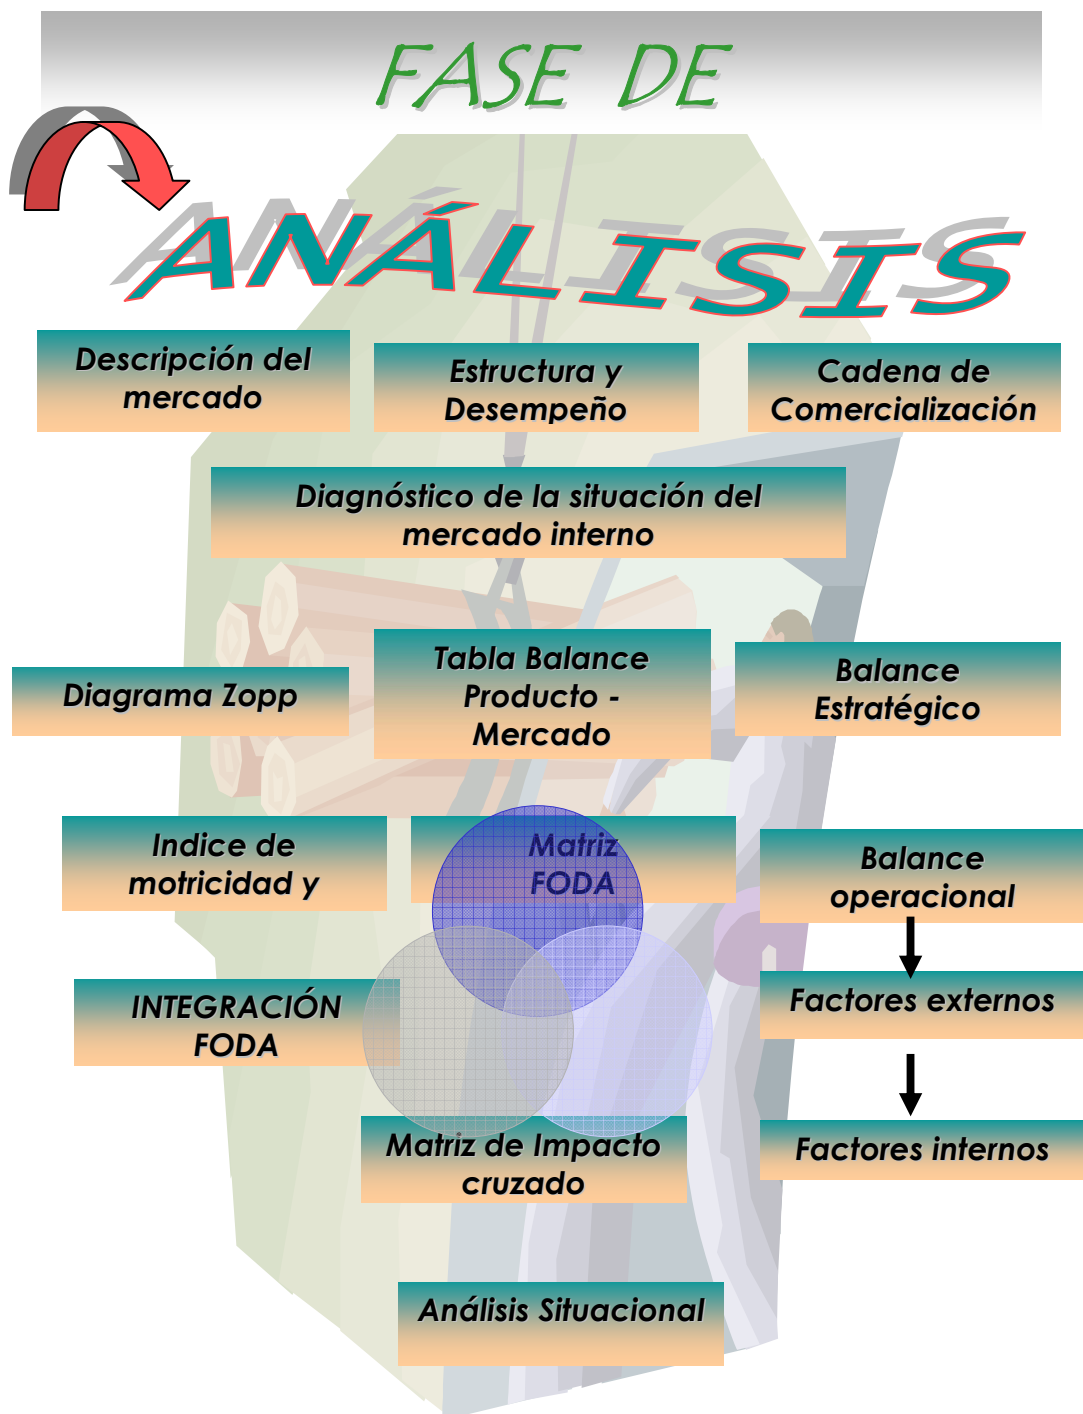 FASE DE
ANÁLISIS
Descripción del
mercado
Estructura y
Desempeño
Cadena de
Comercialización
Diagnóstico de la situación del
mercado interno
Diagrama Zopp
Tabla Balance
Producto -
Mercado
Balance
Estratégico
Indice de
motricidad y
Matriz
FODA
Balance
operacional
INTEGRACIÓN
FODA
Factores externos
Matriz de Impacto
cruzado
Factores internos
Análisis Situacional